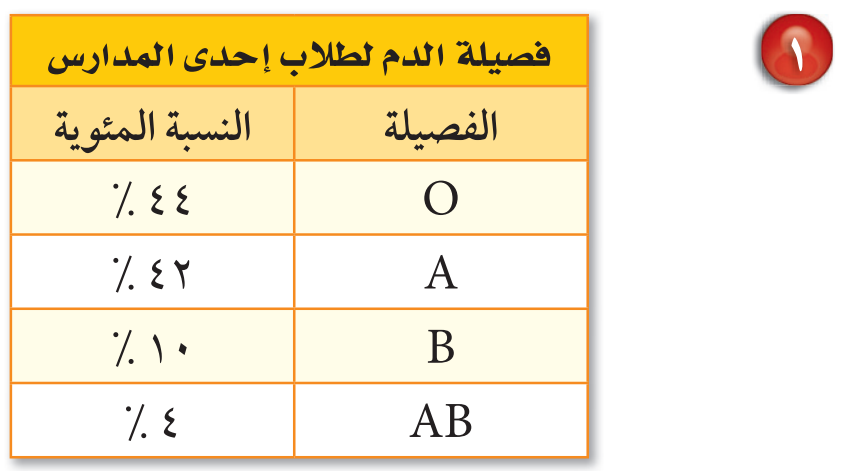 ١
فصيلة الدم لطلاب إحدى المدارس
الفصيلة النسبة المئوية
O ٤٤ ٪
A ٤٢ ٪
B ١٠ ٪
AB ٤ ٪